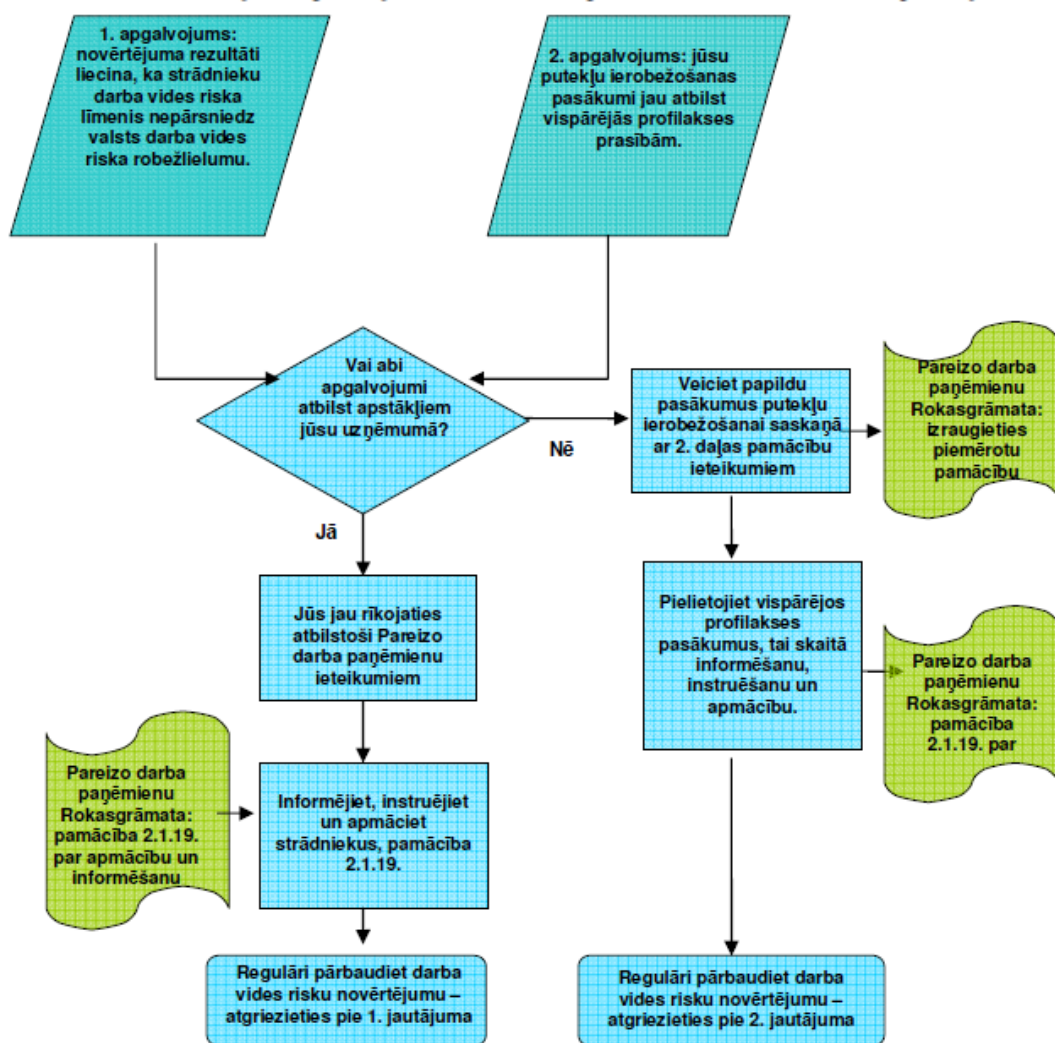 1. apgalvojums:
novērtējuma rezultāti
liecina, ka strādnieku
darba vides riska
līmenis nepārsniedz
valsts darba vides
riska robežlielumu.
2. apgalvojums: jūsu
putekļu ierobežošanas
pasākumi jau atbilst
vispārējās profilakses
prasībām.
Vai abi
apgalvojumi
atbilst apstākļiem
jūsu uzņēmumā?
Nē
Veiciet papildu
pasākumus putekļu
ierobežošanai saskaņā
ar 2. daļas pamācību
ieteikumiem
Pareizo darba
paņēmienu
Rokasgrāmata:
izraugieties
piemērotu
pamācību
Jā
Jūs jau rīkojaties
atbilstoši Pareizo
darba paņēmienu
ieteikumiem
Pielietojiet vispārējos
profilakses
pasākumus, tai skaitā
informēšanu,
instruēšanu un
apmācību.
Pareizo darba
paņēmienu
Rokasgrāmata:
pamācība
2.1.19. par
Pareizo darba
paņēmienu
Rokasgrāmata:
pamācība 2.1.19.
par apmācību un
informēšanu
Informējiet, instruējiet
un apmāciet
strādniekus, pamācība
2.1.19.
Regulāri pārbaudiet darba
vides risku novērtējumu –
atgriezieties pie 1. jautājuma
Regulāri pārbaudiet darba
vides risku novērtējumu –
atgriezieties pie 2. jautājuma